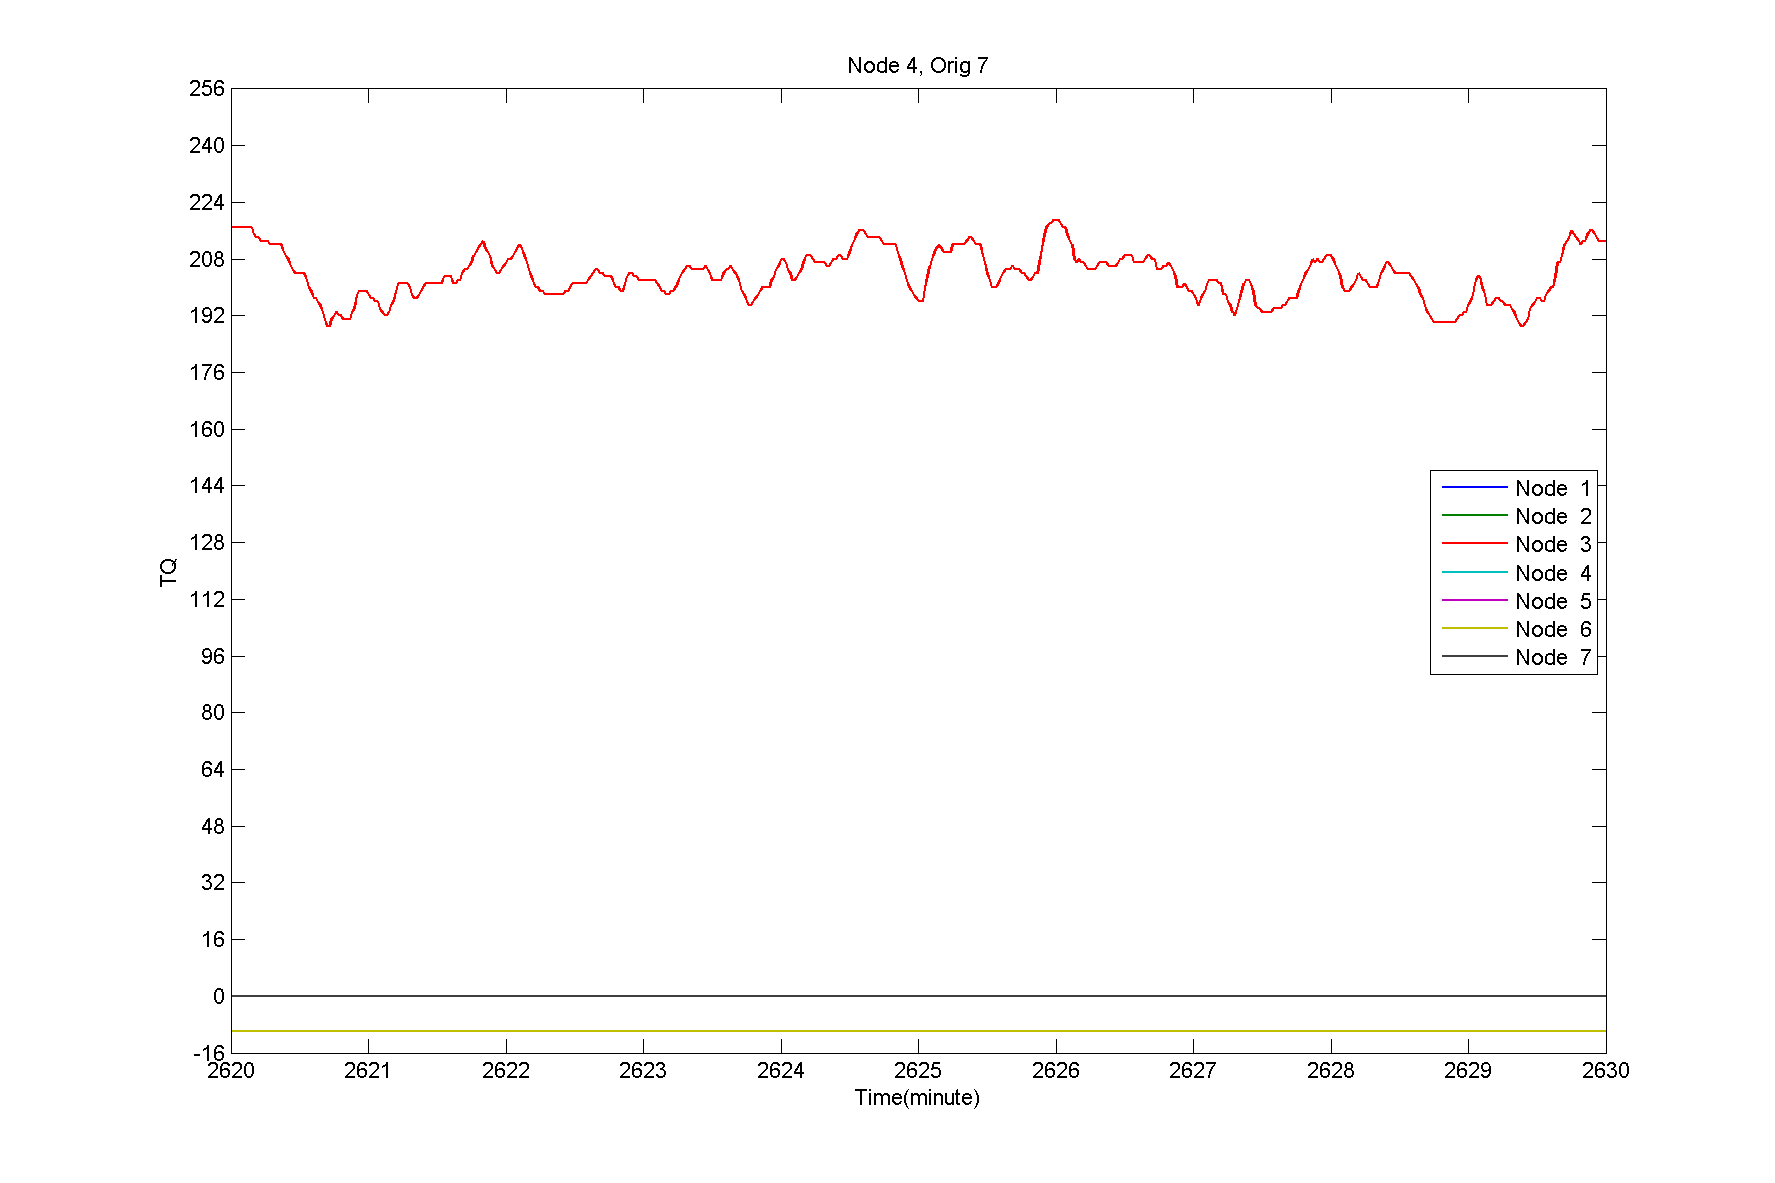 Node 4, Orig 7
256
240
224
208
192
176
160
144
128
112
96
80
64
48
32
16
0
-16
TQ
Node 1
Node 2
Node 3
Node 4
Node 5
Node 6
Node 7
2620 2621 2622 2623 2624 2625 2626 2627 2628 2629 2630
Time(minute)